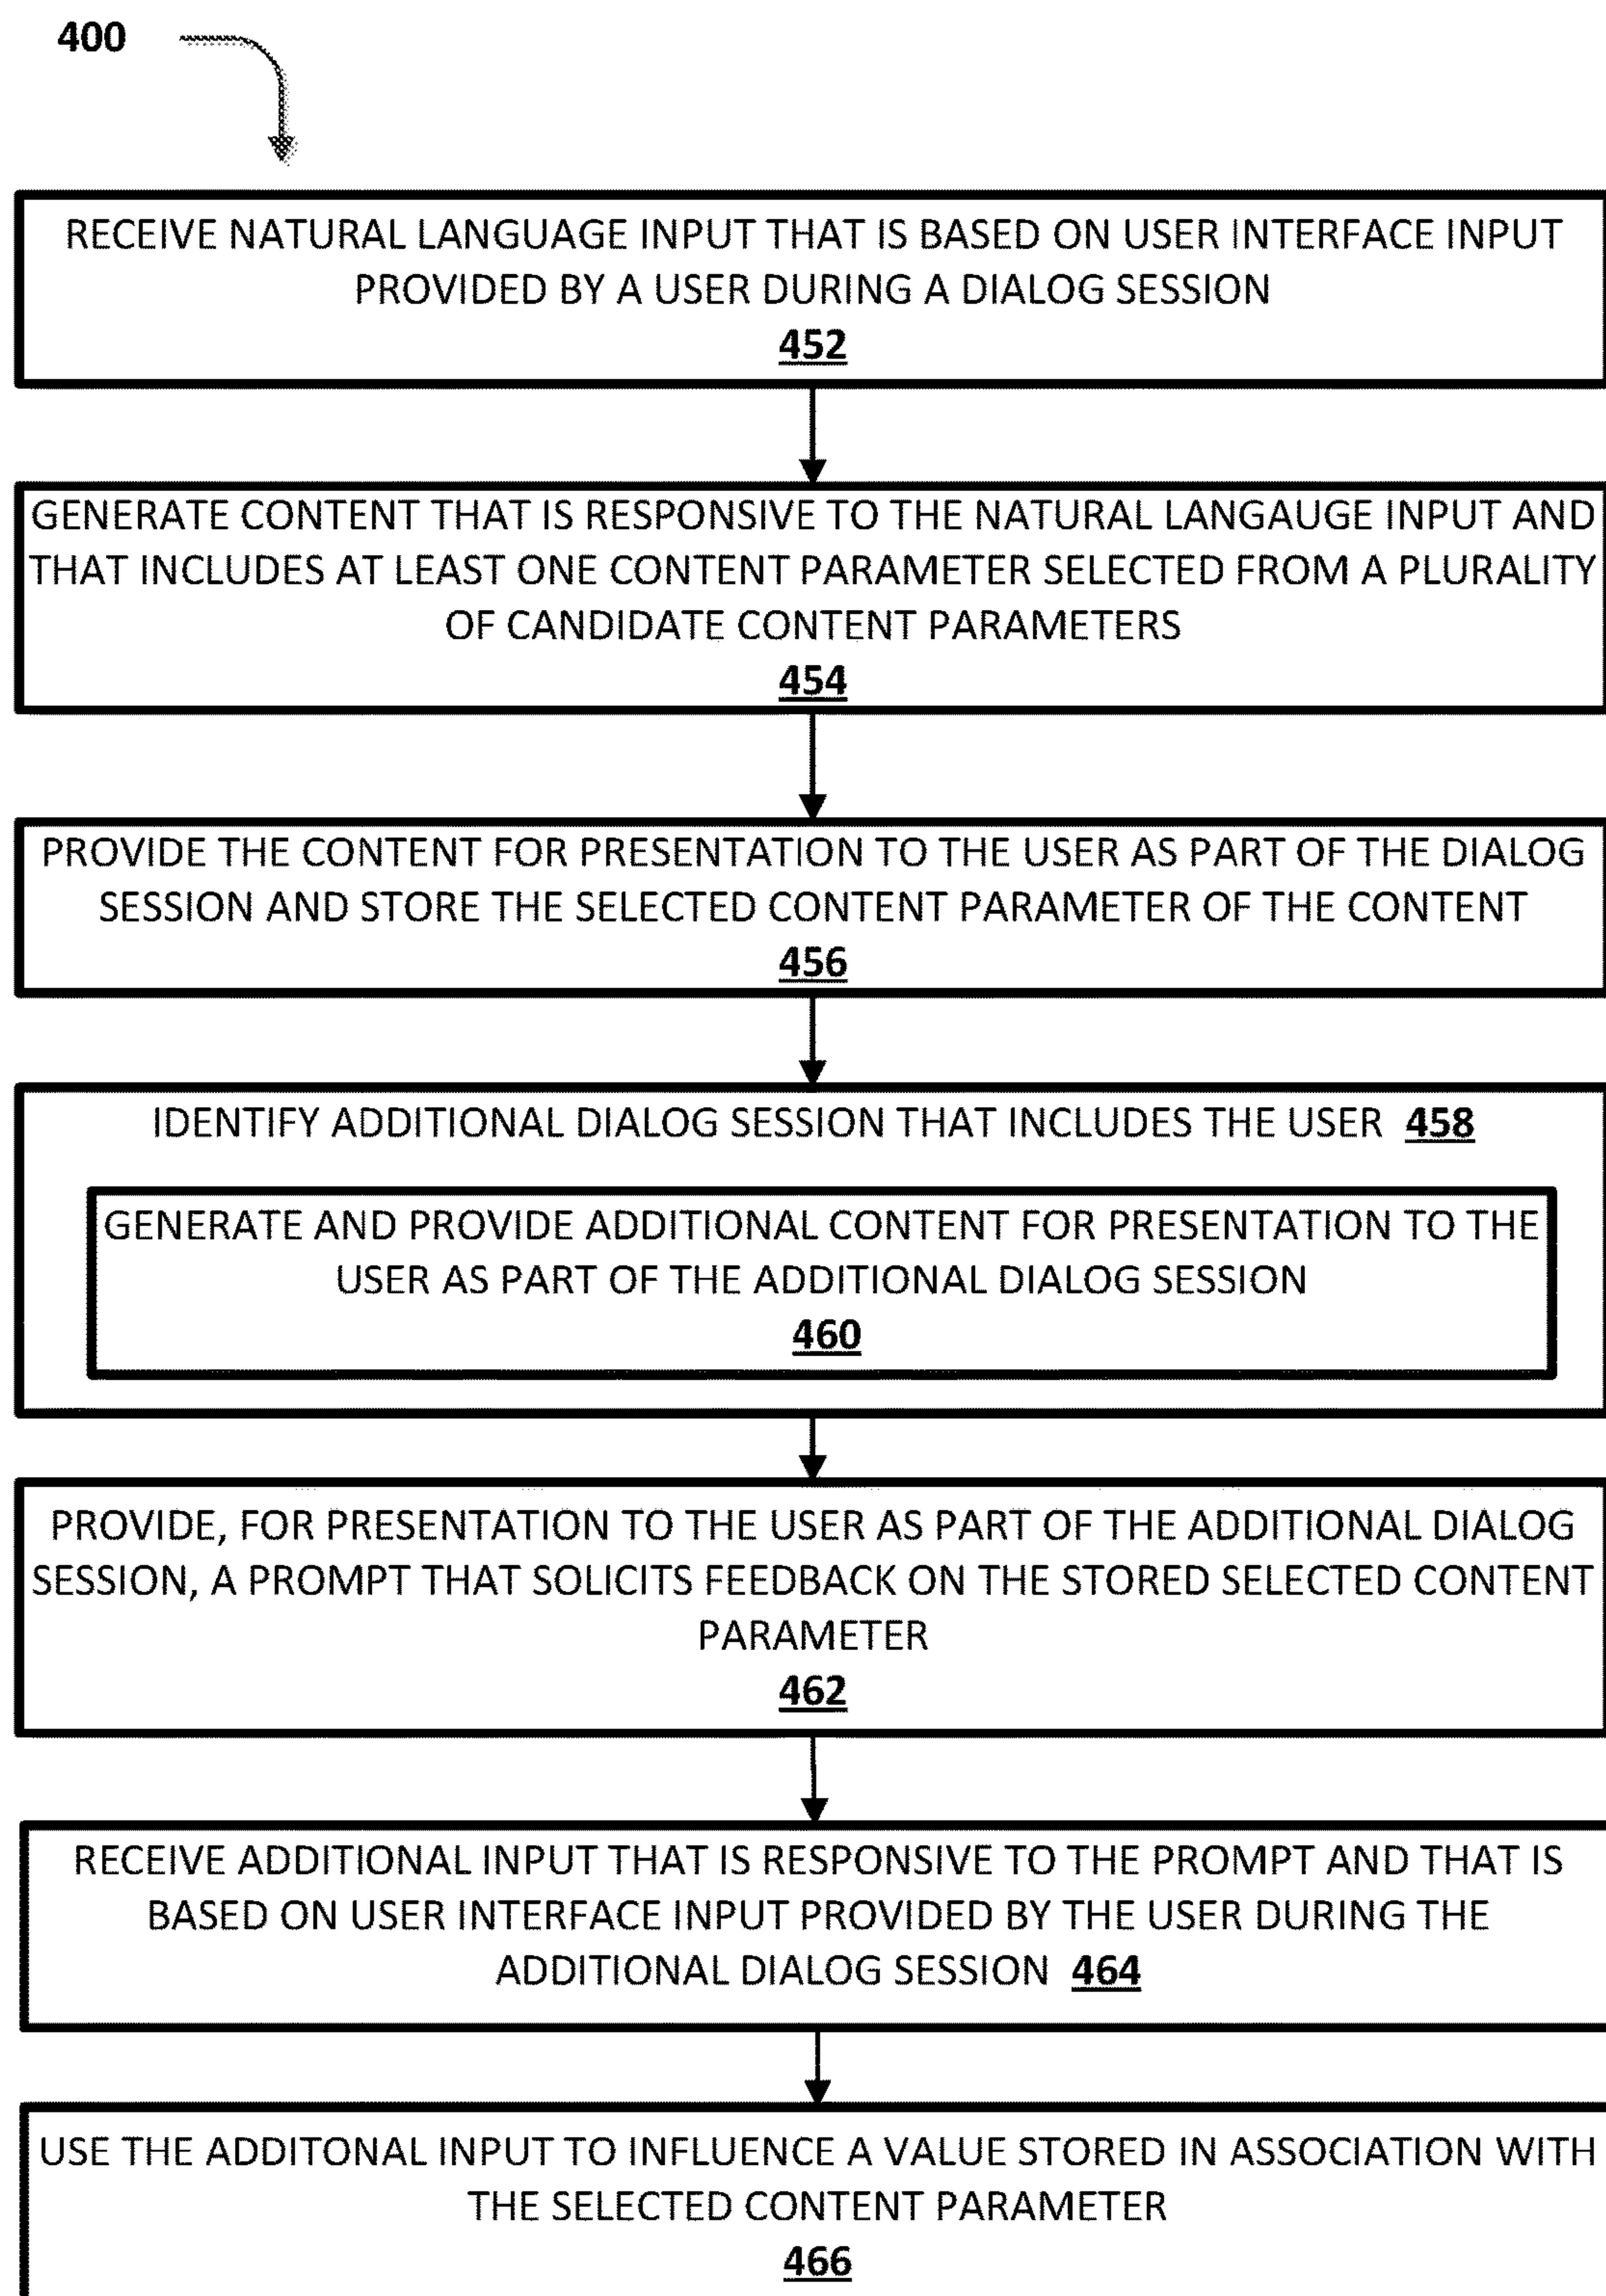 400
RECEIVE NATURAL LANGUAGE INPUT THAT IS BASED ON USER INTERFACE INPUT
PROVIDED BY A USER DURING A DIALOG SESSION
452
GENERATE CONTENT THAT IS RESPONSIVE TO THE NATURAL LANGAUGE INPUT AND
THAT INCLUDES AT LEAST ONE CONTENT PARAMETER SELECTED FROM A PLURALITY
OF CANDIDATE CONTENT PARAMETERS
454
PROVIDE THE CONTENT FOR PRESENTATION TO THE USER AS PART OF THE DIALOG
SESSION AND STORE THE SELECTED CONTENT PARAMETER OF THE CONTENT
456
IDENTIFY ADDITIONAL DIALOG SESSION THAT INCLUDES THE USER 458
GENERATE AND PROVIDE ADDITIONAL CONTENT FOR PRESENTATION TO THE
USER AS PART OF THE ADDITIONAL DIALOG SESSION
460
PROVIDE, FOR PRESENTATION TO THE USER AS PART OF THE ADDITIONAL DIALOG
SESSION, A PROMPT THAT SOLICITS FEEDBACK ON THE STORED SELECTED CONTENT
PARAMETER
462
RECEIVE ADDITIONAL INPUT THAT IS RESPONSIVE TO THE PROMPT AND THAT IS
BASED ON USER INTERFACE INPUT PROVIDED BY THE USER DURING THE
ADDITIONAL DIALOG SESSION 464
USE THE ADDITONAL INPUT TO INFLUENCE A VALUE STORED IN ASSOCIATION WITH
THE SELECTED CONTENT PARAMETER
466